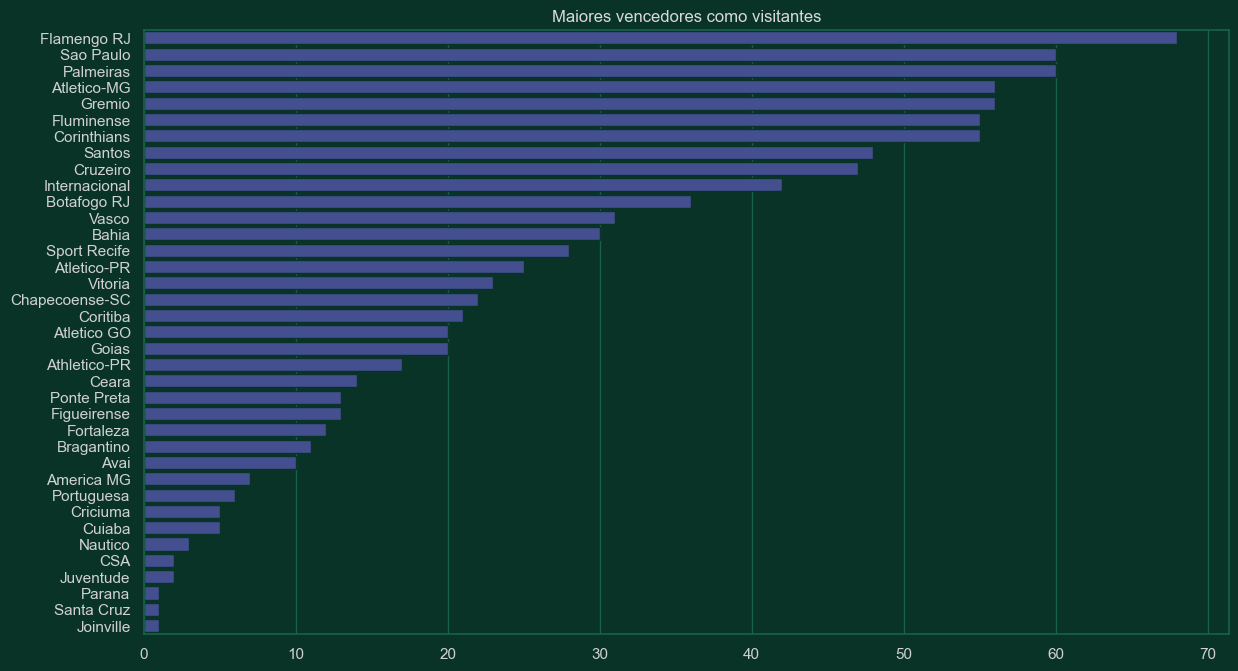 Maiores vencedores como visitantes
Flamengo RJ
Sao Paulo
Palmeiras
Atletico-MG
Gremio
Fluminense
Corinthians
Santos
Cruzeiro
Internacional
Botafogo RJ
Vasco
Bahia
Sport Recife
Atletico-PR
Vitoria
Chapecoense-SC
Coritiba
Atletico GO
Goias
Athletico-PR
Ceara
Ponte Preta
Figueirense
Fortaleza
Bragantino
Avai
America MG
Portuguesa
Criciuma
Cuiaba
Nautico
CSA
Juventude
Parana
Santa Cruz
Joinville
0 10 20 30 40 50 60 70